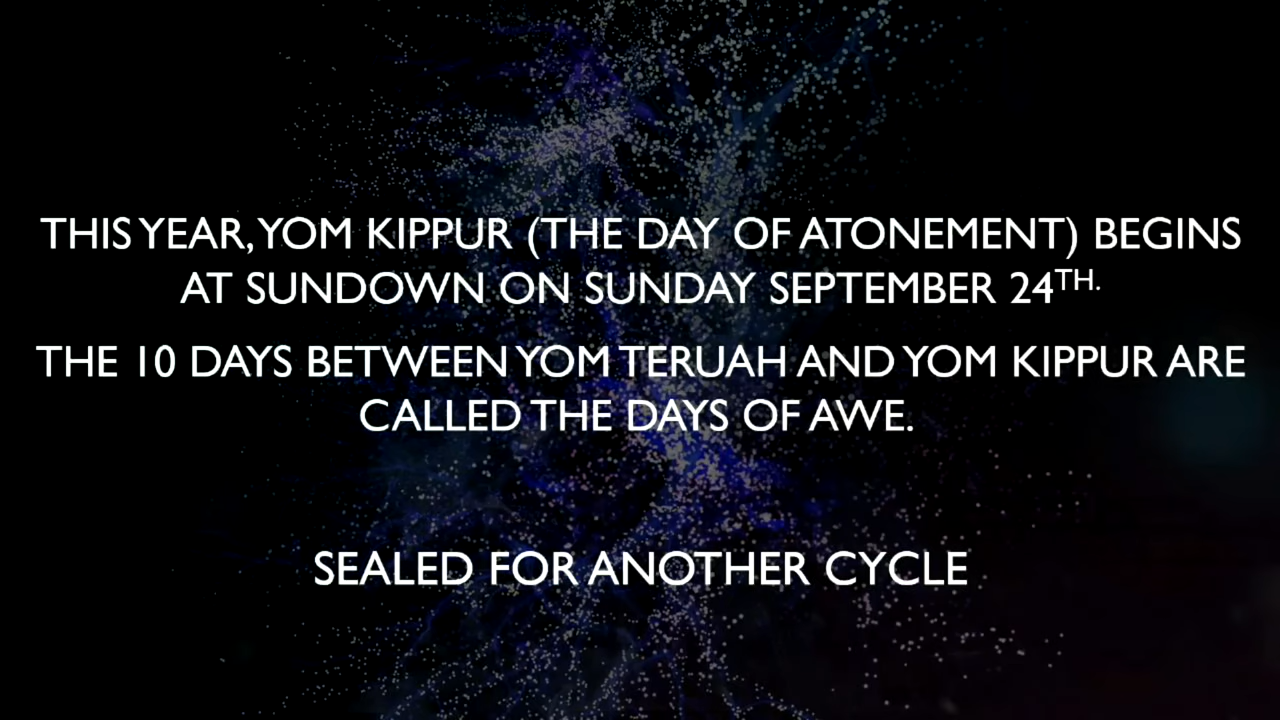 THIS YEAR, YOM KIPPUR (THE DAY OF ATONEMENT) BEGINS
AT SUNDOWN ON SUNDAY SEPTEMBER 24TH.
THE 10 DAYS BETWEEN YOM TERUAH AND YOM KIPPUR ARE
CALLED THE DAYS OF AWE.
SEALED FOR ANOTHER CYCLE